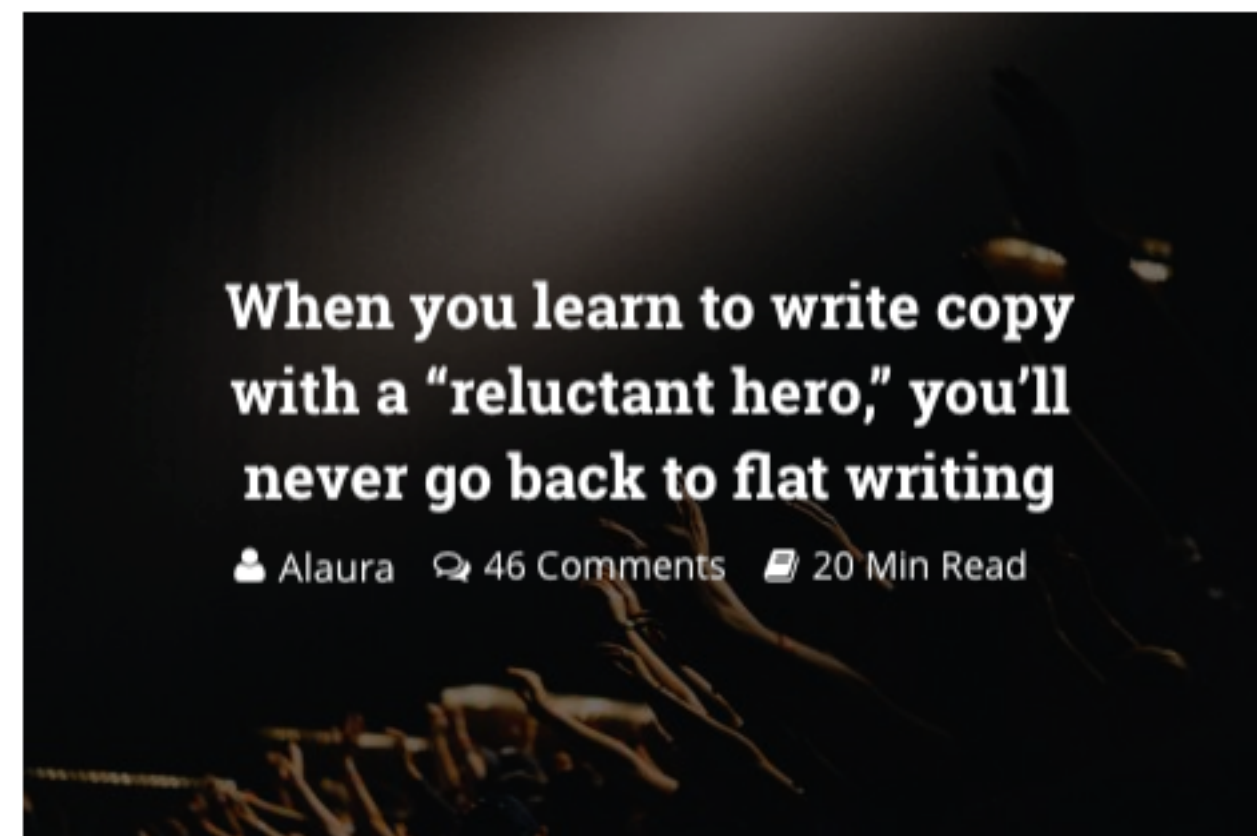 When you learn to write copy
with a “reluctant hero,” you’ll
never go back to flat writing
Alaura 46 Comments 20 Min Read